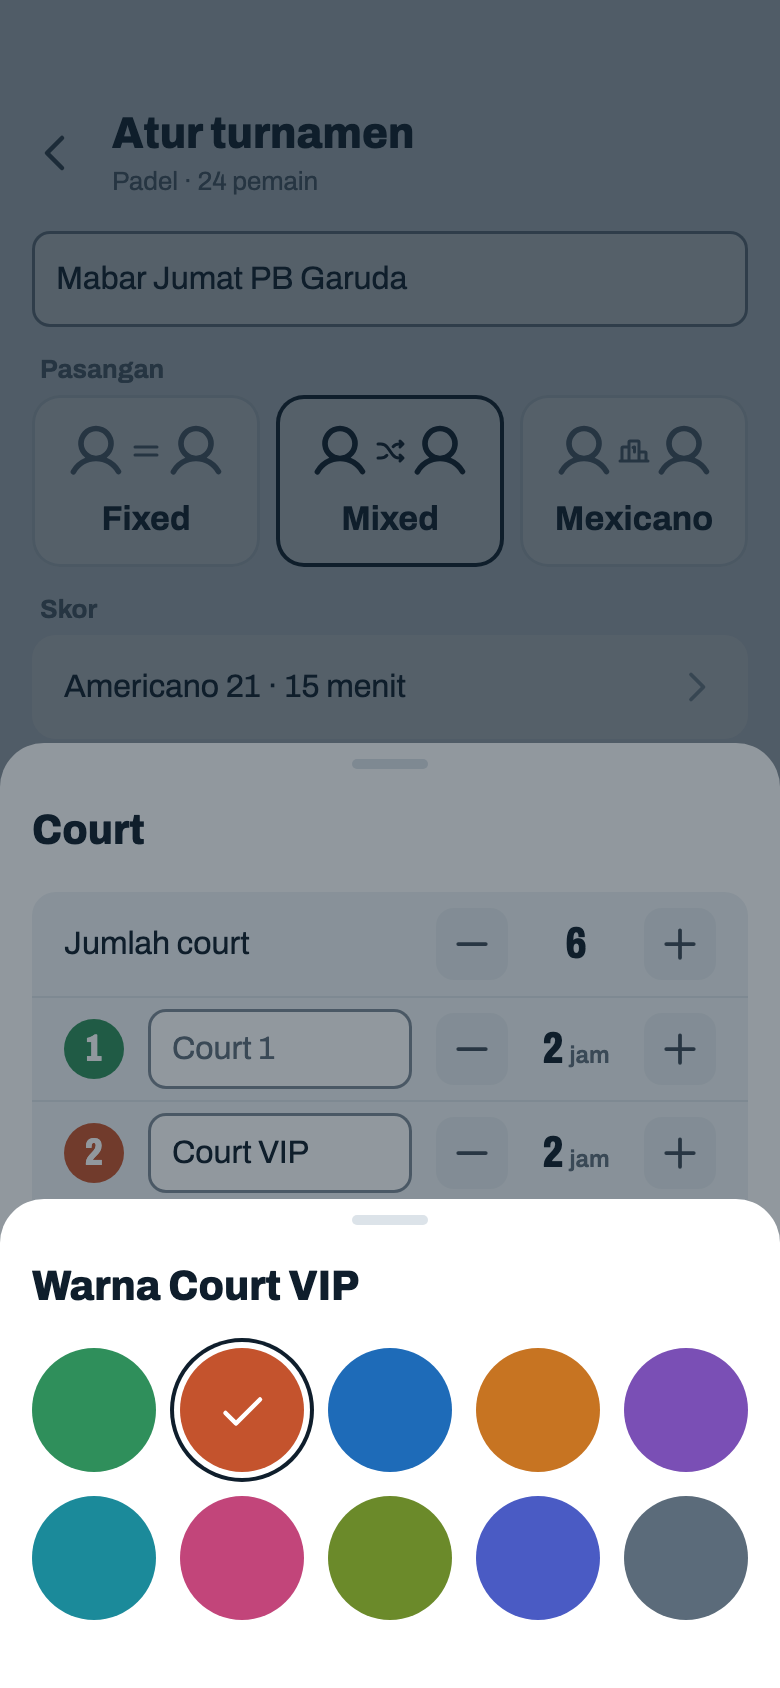 Atur turnamen
Padel · 24 pemain
Mabar Jumat PB Garuda
Pasangan
Fixed
Mixed
Mexicano
Skor
Americano 21 · 15 menit
Court
Jumlah court
6
1
Court 1
2 jam
2
Court VIP
2 jam
Warna Court VIP